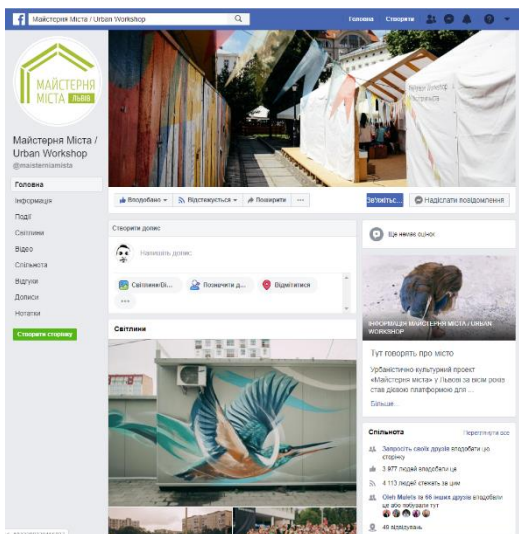 Майстерня Міста / Urban Workshop
Головна
Створити
МАЙСТЕРНЯ
МІСТА ЛЬВІВ
Майстерня Міста /
Urban Workshop
@maisterniamista
Головна
Інформація
Події
Світлини
Відео
Спільнота
Відгуки
Дописи
Нотатки
Створити сторінку
Вподобано
Відстежується
Поширити
Зв'яжітьс...
Надіслати повідомлення
Створити допис
Напишіть допис
Світлини/Ві...
Позначити д...
Відмітитися
Світлини
Ще немає оцінок
ІНФОРМАЦІЯ МАЙСТЕРНЯ МІСТА / URBAN
WORKSHOP
Тут говорять про місто
Урбаністично культурний проект
«Майстерня міста» у Львові за вісім років
став дієвою платформою для ...
Більше...
Спільнота
Переглянути все
Запросіть своїх друзів вподобати цю
сторінку
3 977 людей вподобали це
4 113 людей стежать за цим
Oleh Malets та 66 інших друзів вподобали
це або побували тут
49 відвідувань